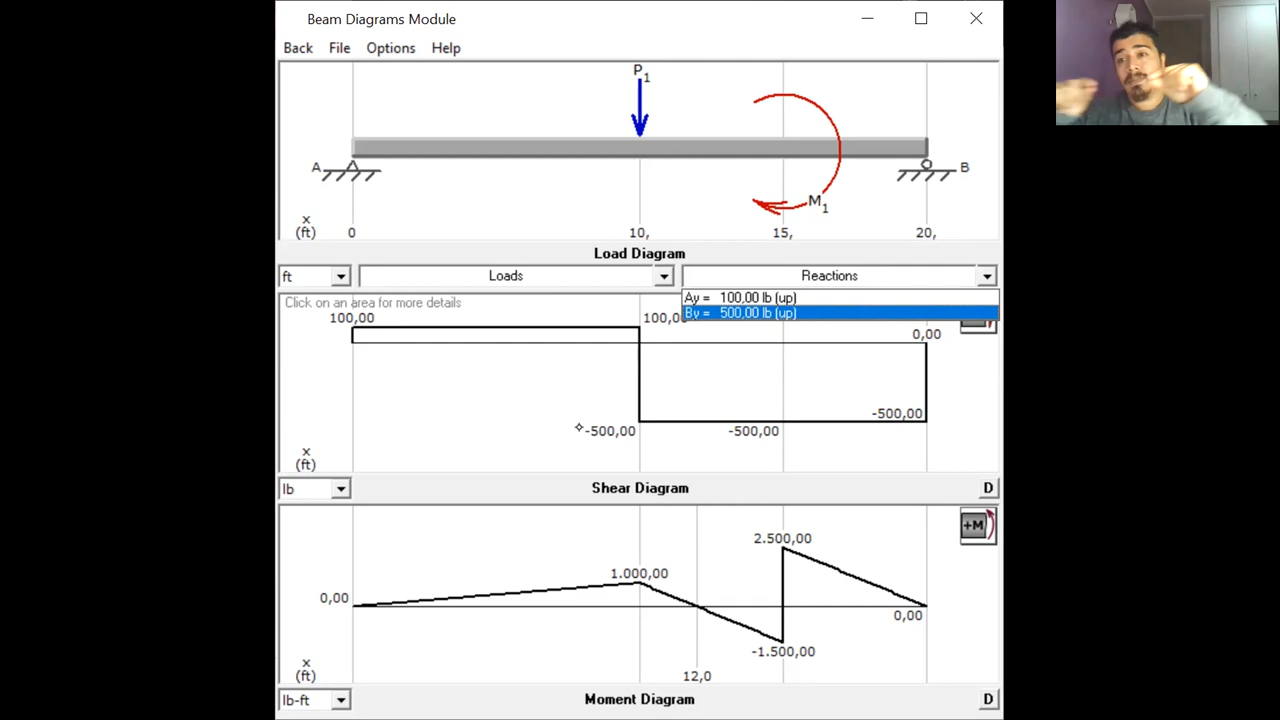 Beam Diagrams Module
Back File Options Help
P1
A
B
M1
x
(ft) 0 10, 15, 20,
Load Diagram
ft Loads Reactions
Ay = 100,00 lb (up)
By = 500,00 lb (up)
Click on an area for more details
100,00 100,00 0,00
-500,00 -500,00 -500,00
x
(ft)
lb Shear Diagram D
+M
2.500,00
1.000,00
0,00 0,00
-1.500,00
x
(ft) 12,0
lb-ft Moment Diagram D